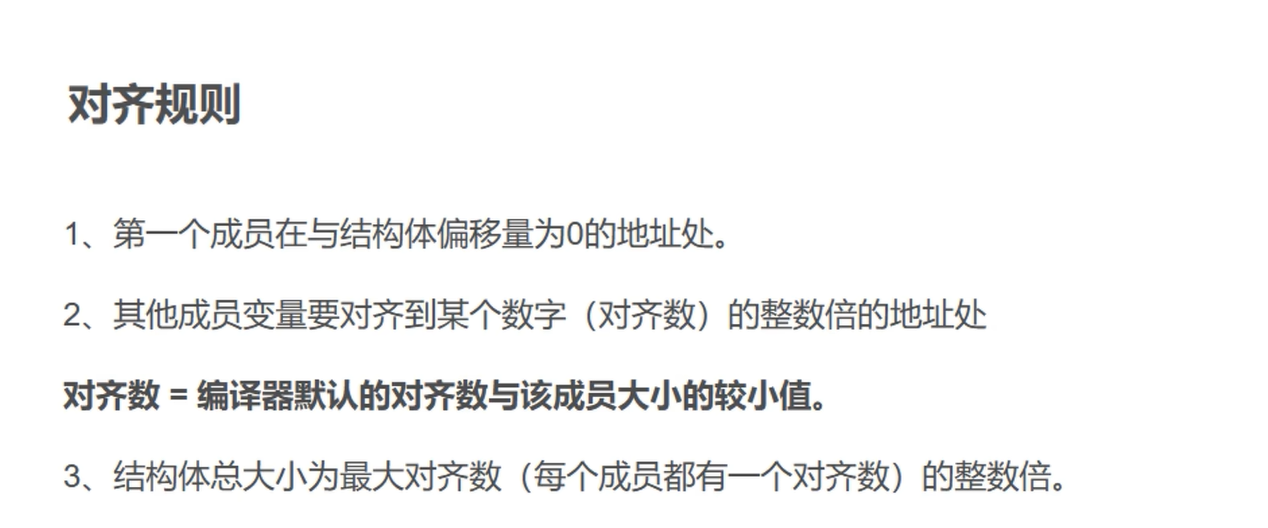 对齐规则
1、第一个成员在与结构体偏移量为0的地址处。
2、其他成员变量要对齐到某个数字（对齐数）的整数倍的地址处
对齐数 = 编译器默认的对齐数与该成员大小的较小值。
3、结构体总大小为最大对齐数（每个成员都有一个对齐数）的整数倍。